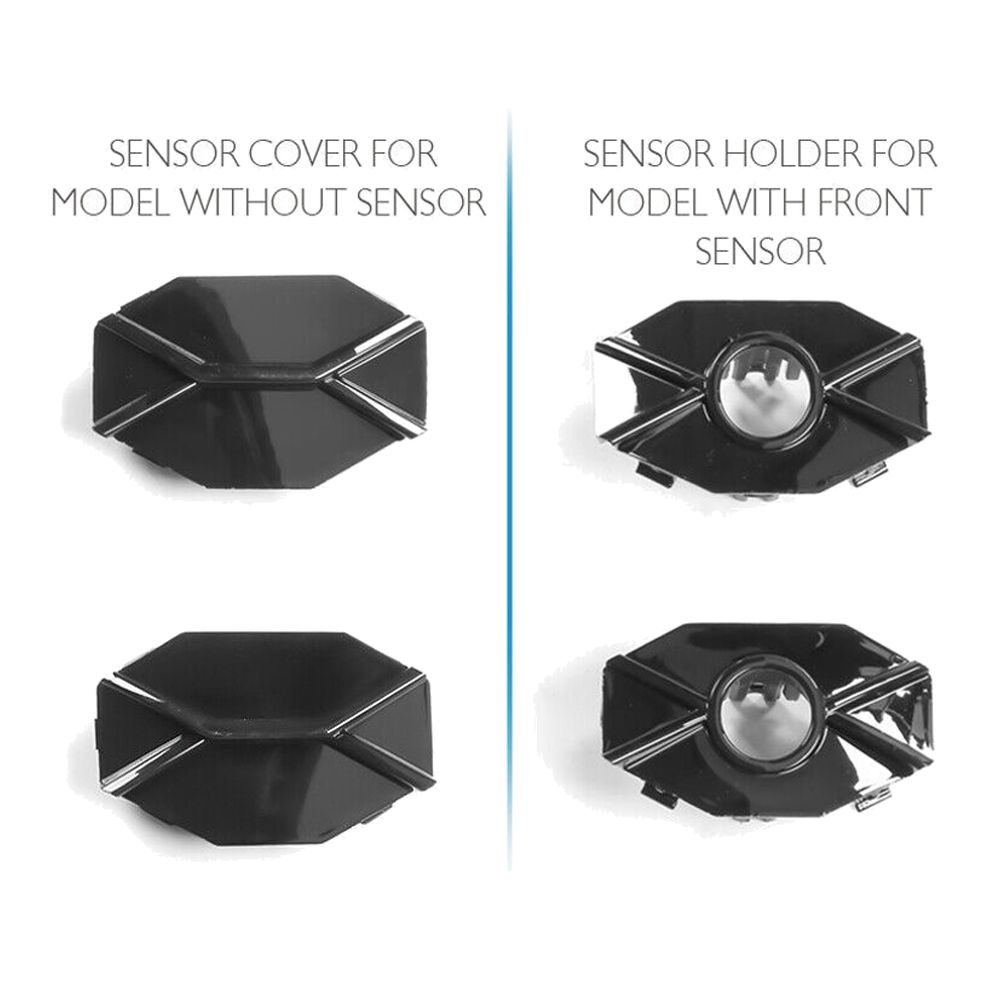 SENSOR COVER FOR
MODEL WITHOUT SENSOR
SENSOR HOLDER FOR
MODEL WITH FRONT
SENSOR